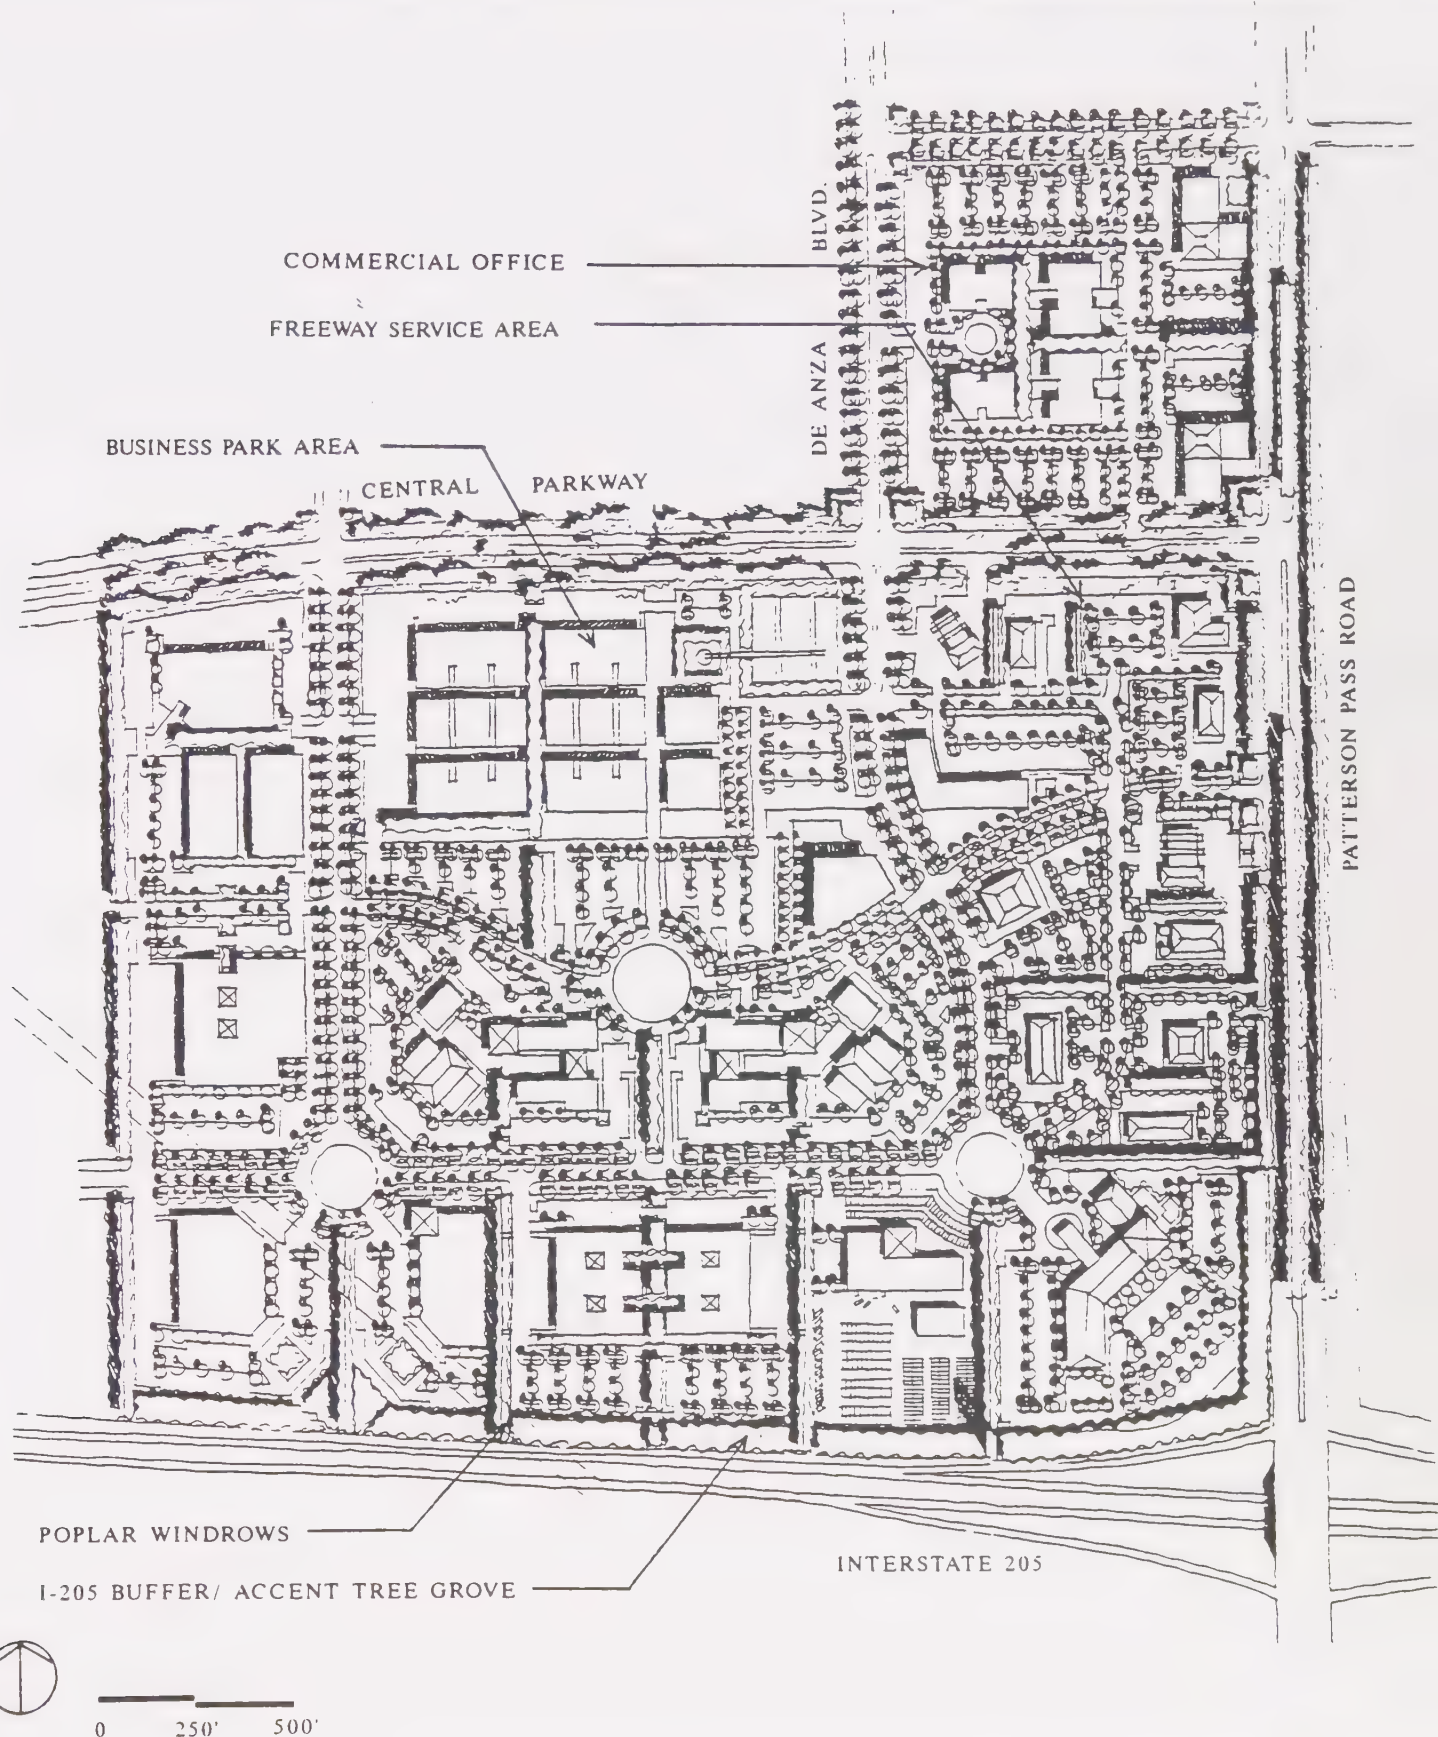 DE ANZA BLVD.
COMMERCIAL OFFICE
FREEWAY SERVICE AREA
BUSINESS PARK AREA
CENTRAL PARKWAY
PATTERSON PASS ROAD
POPLAR WINDROWS
INTERSTATE 205
I-205 BUFFER/ ACCENT TREE GROVE
0 250' 500'